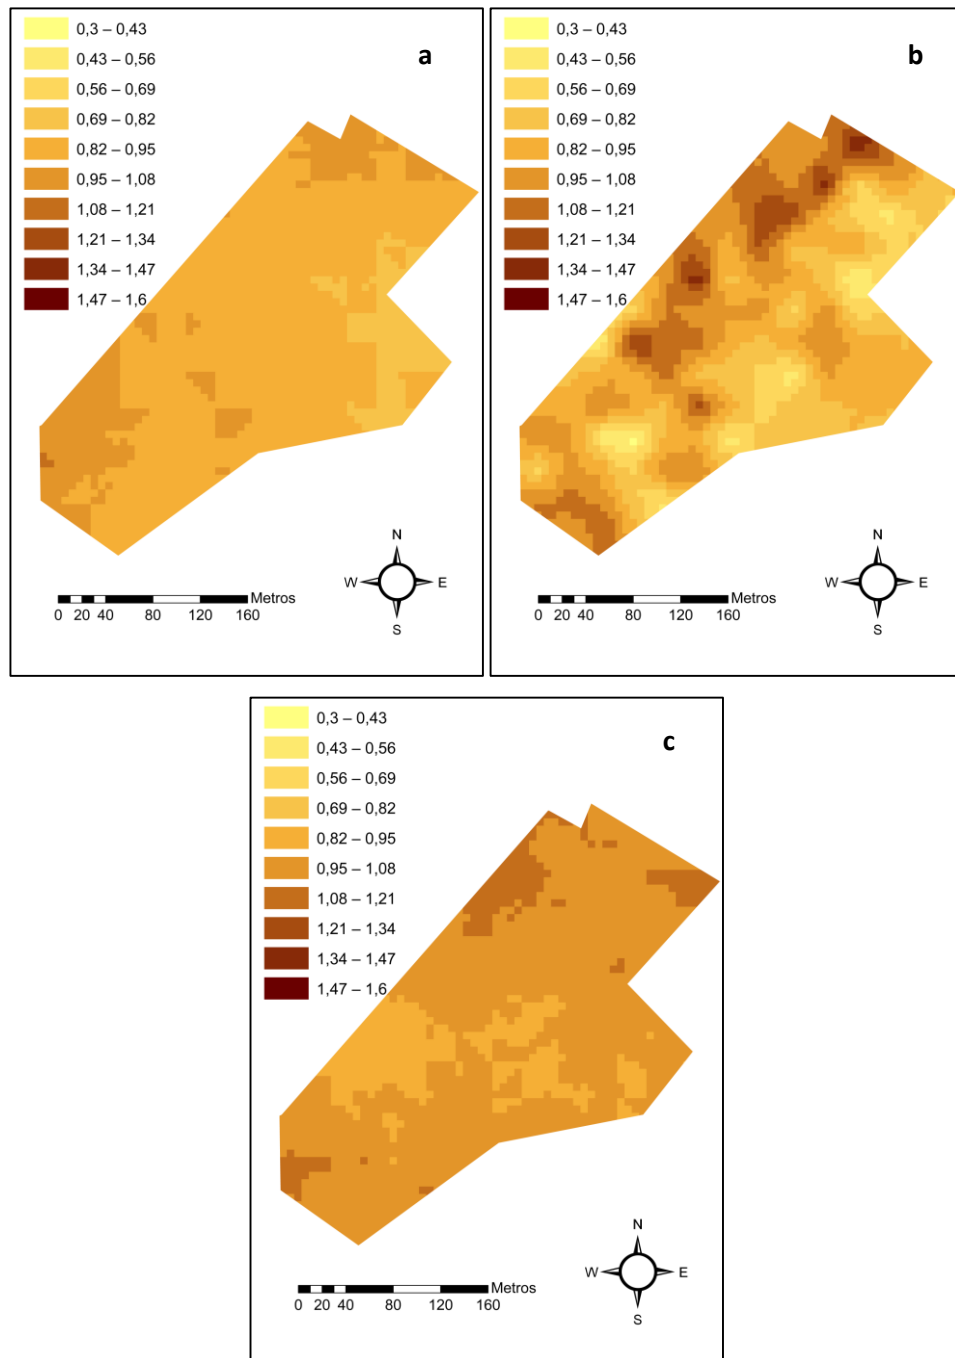 a
0,3 – 0,43
0,43 – 0,56
0,56 – 0,69
0,69 – 0,82
0,82 – 0,95
0,95 – 1,08
1,08 – 1,21
1,21 – 1,34
1,34 – 1,47
1,47 – 1,6
N
W E
S
Metros
0 20 40 80 120 160
b
0,3 – 0,43
0,43 – 0,56
0,56 – 0,69
0,69 – 0,82
0,82 – 0,95
0,95 – 1,08
1,08 – 1,21
1,21 – 1,34
1,34 – 1,47
1,47 – 1,6
N
W E
S
Metros
0 20 40 80 120 160
c
0,3 – 0,43
0,43 – 0,56
0,56 – 0,69
0,69 – 0,82
0,82 – 0,95
0,95 – 1,08
1,08 – 1,21
1,21 – 1,34
1,34 – 1,47
1,47 – 1,6
N
W E
S
Metros
0 20 40 80 120 160